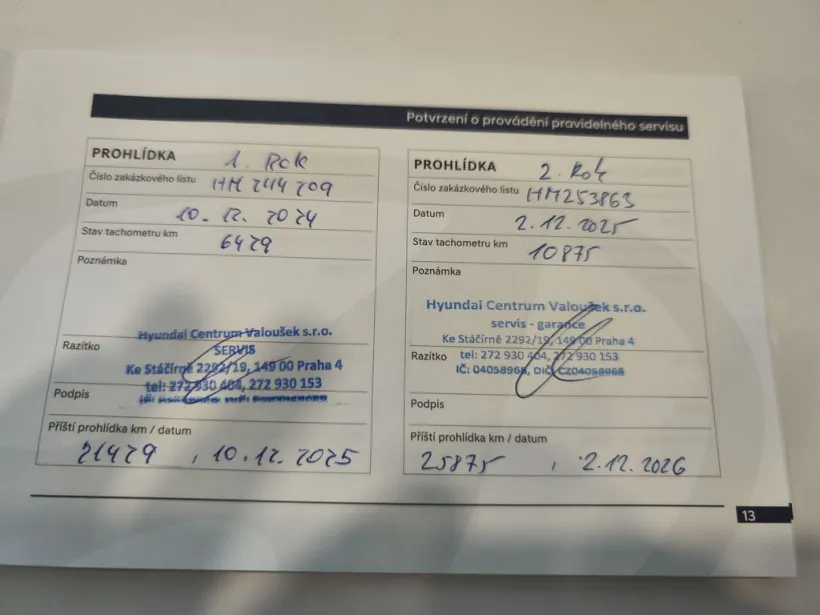 Potvrzení o provádění pravidelného servisu
PROHLÍDKA 1. ROK
Číslo zakázkového listu HM244209
Datum 10. 12. 2024
Stav tachometru km 6429
Poznámka
Hyundai Centrum Valoušek s.r.o.
SERVIS
Razítko
Ke Stáčírně 2292/19, 149 00 Praha 4
tel: 272 930 404, 272 930 153
Podpis
Příští prohlídka km / datum
21429 , 10.12.2025
PROHLÍDKA 2. Rok
Číslo zakázkového listu HM253863
Datum 2.12.2025
Stav tachometru km 10875
Poznámka
Hyundai Centrum Valoušek s.r.o.
servis - garance
Ke Stáčírně 2292/19, 149 00 Praha 4
Razítko tel: 272 930 404, 272 930 153
IČ: 04058968, DIČ CZ04058968
Podpis
Příští prohlídka km / datum
25875 , 2.12.2026
13